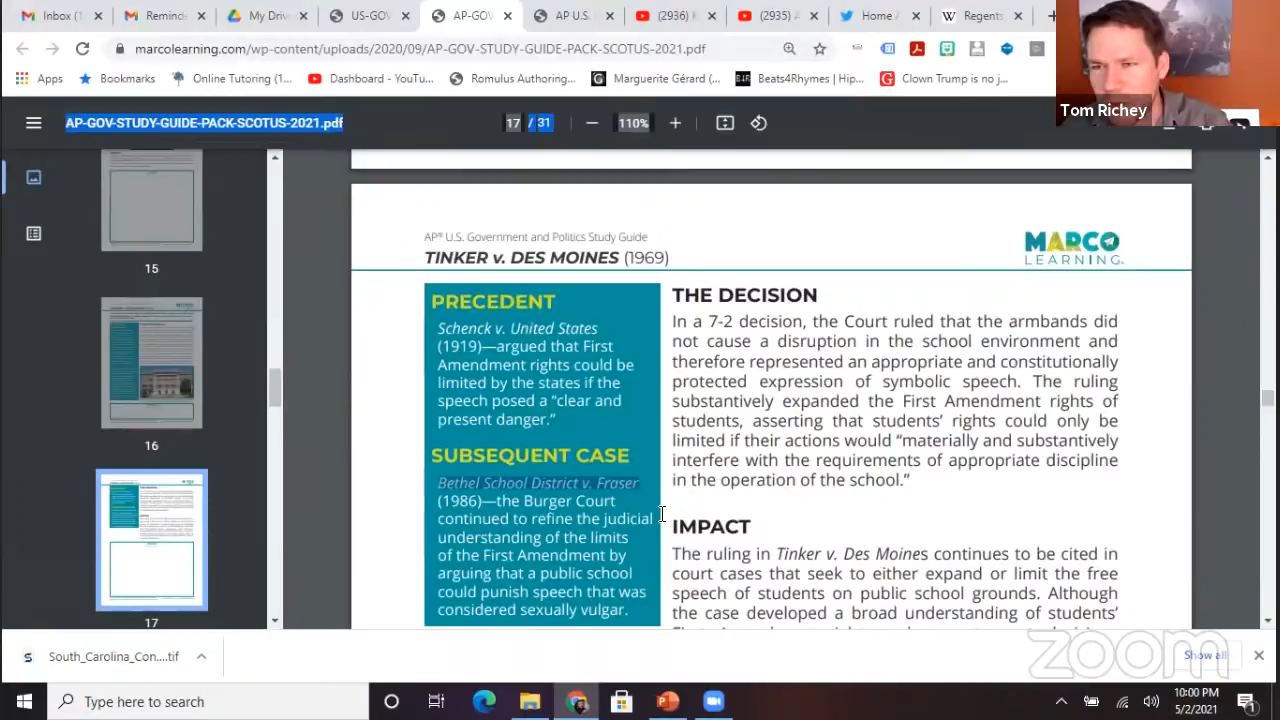 Inbox (1
Remind
My Driv
US-GOV
AP-GOV
AP U.S.
(2936)
(2935)
Home
Regents
marcolearning.com/wp-content/uploads/2020/09/AP-GOV-STUDY-GUIDE-PACK-SCOTUS-2021.pdf
Apps
Bookmarks
Online Tutoring (1...
Dashboard - YouTu...
Romulus Authoring...
Marguerite Gérard (...
Beats4Rhymes | Hip...
Clown Trump is no j...
Tom Richey
AP-GOV-STUDY-GUIDE-PACK-SCOTUS-2021.pdf
17 / 31
110%
15
16
17
AP® U.S. Government and Politics Study Guide
TINKER v. DES MOINES (1969)
MARCO
LEARNING
PRECEDENT
Schenck v. United States
(1919)—argued that First
Amendment rights could be
limited by the states if the
speech posed a “clear and
present danger.”
SUBSEQUENT CASE
Bethel School District v. Fraser
(1986)—the Burger Court
continued to refine the judicial
understanding of the limits
of the First Amendment by
arguing that a public school
could punish speech that was
considered sexually vulgar.
THE DECISION
In a 7-2 decision, the Court ruled that the armbands did
not cause a disruption in the school environment and
therefore represented an appropriate and constitutionally
protected expression of symbolic speech. The ruling
substantively expanded the First Amendment rights of
students, asserting that students’ rights could only be
limited if their actions would “materially and substantively
interfere with the requirements of appropriate discipline
in the operation of the school.”
IMPACT
The ruling in Tinker v. Des Moines continues to be cited in
court cases that seek to either expand or limit the free
speech of students on public school grounds. Although
the case developed a broad understanding of students’
South_Carolina_Con....tif
Show all
zoom
Type here to search
10:00 PM
5/2/2021